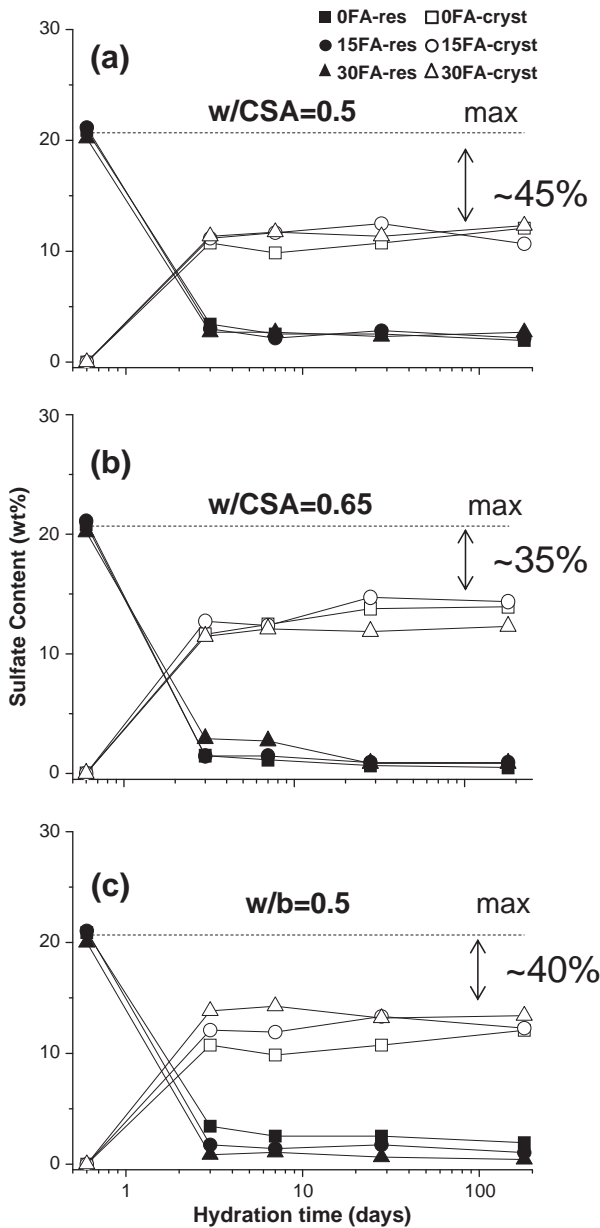 0FA-res 0FA-cryst
15FA-res 15FA-cryst
30FA-res 30FA-cryst
(a)
w/CSA=0.5
max
~45%
30
20
10
0
(b)
w/CSA=0.65
max
~35%
30
20
10
0
Sulfate Content (wt%)
(c)
w/b=0.5
max
~40%
30
20
10
0
1 10 100
Hydration time (days)